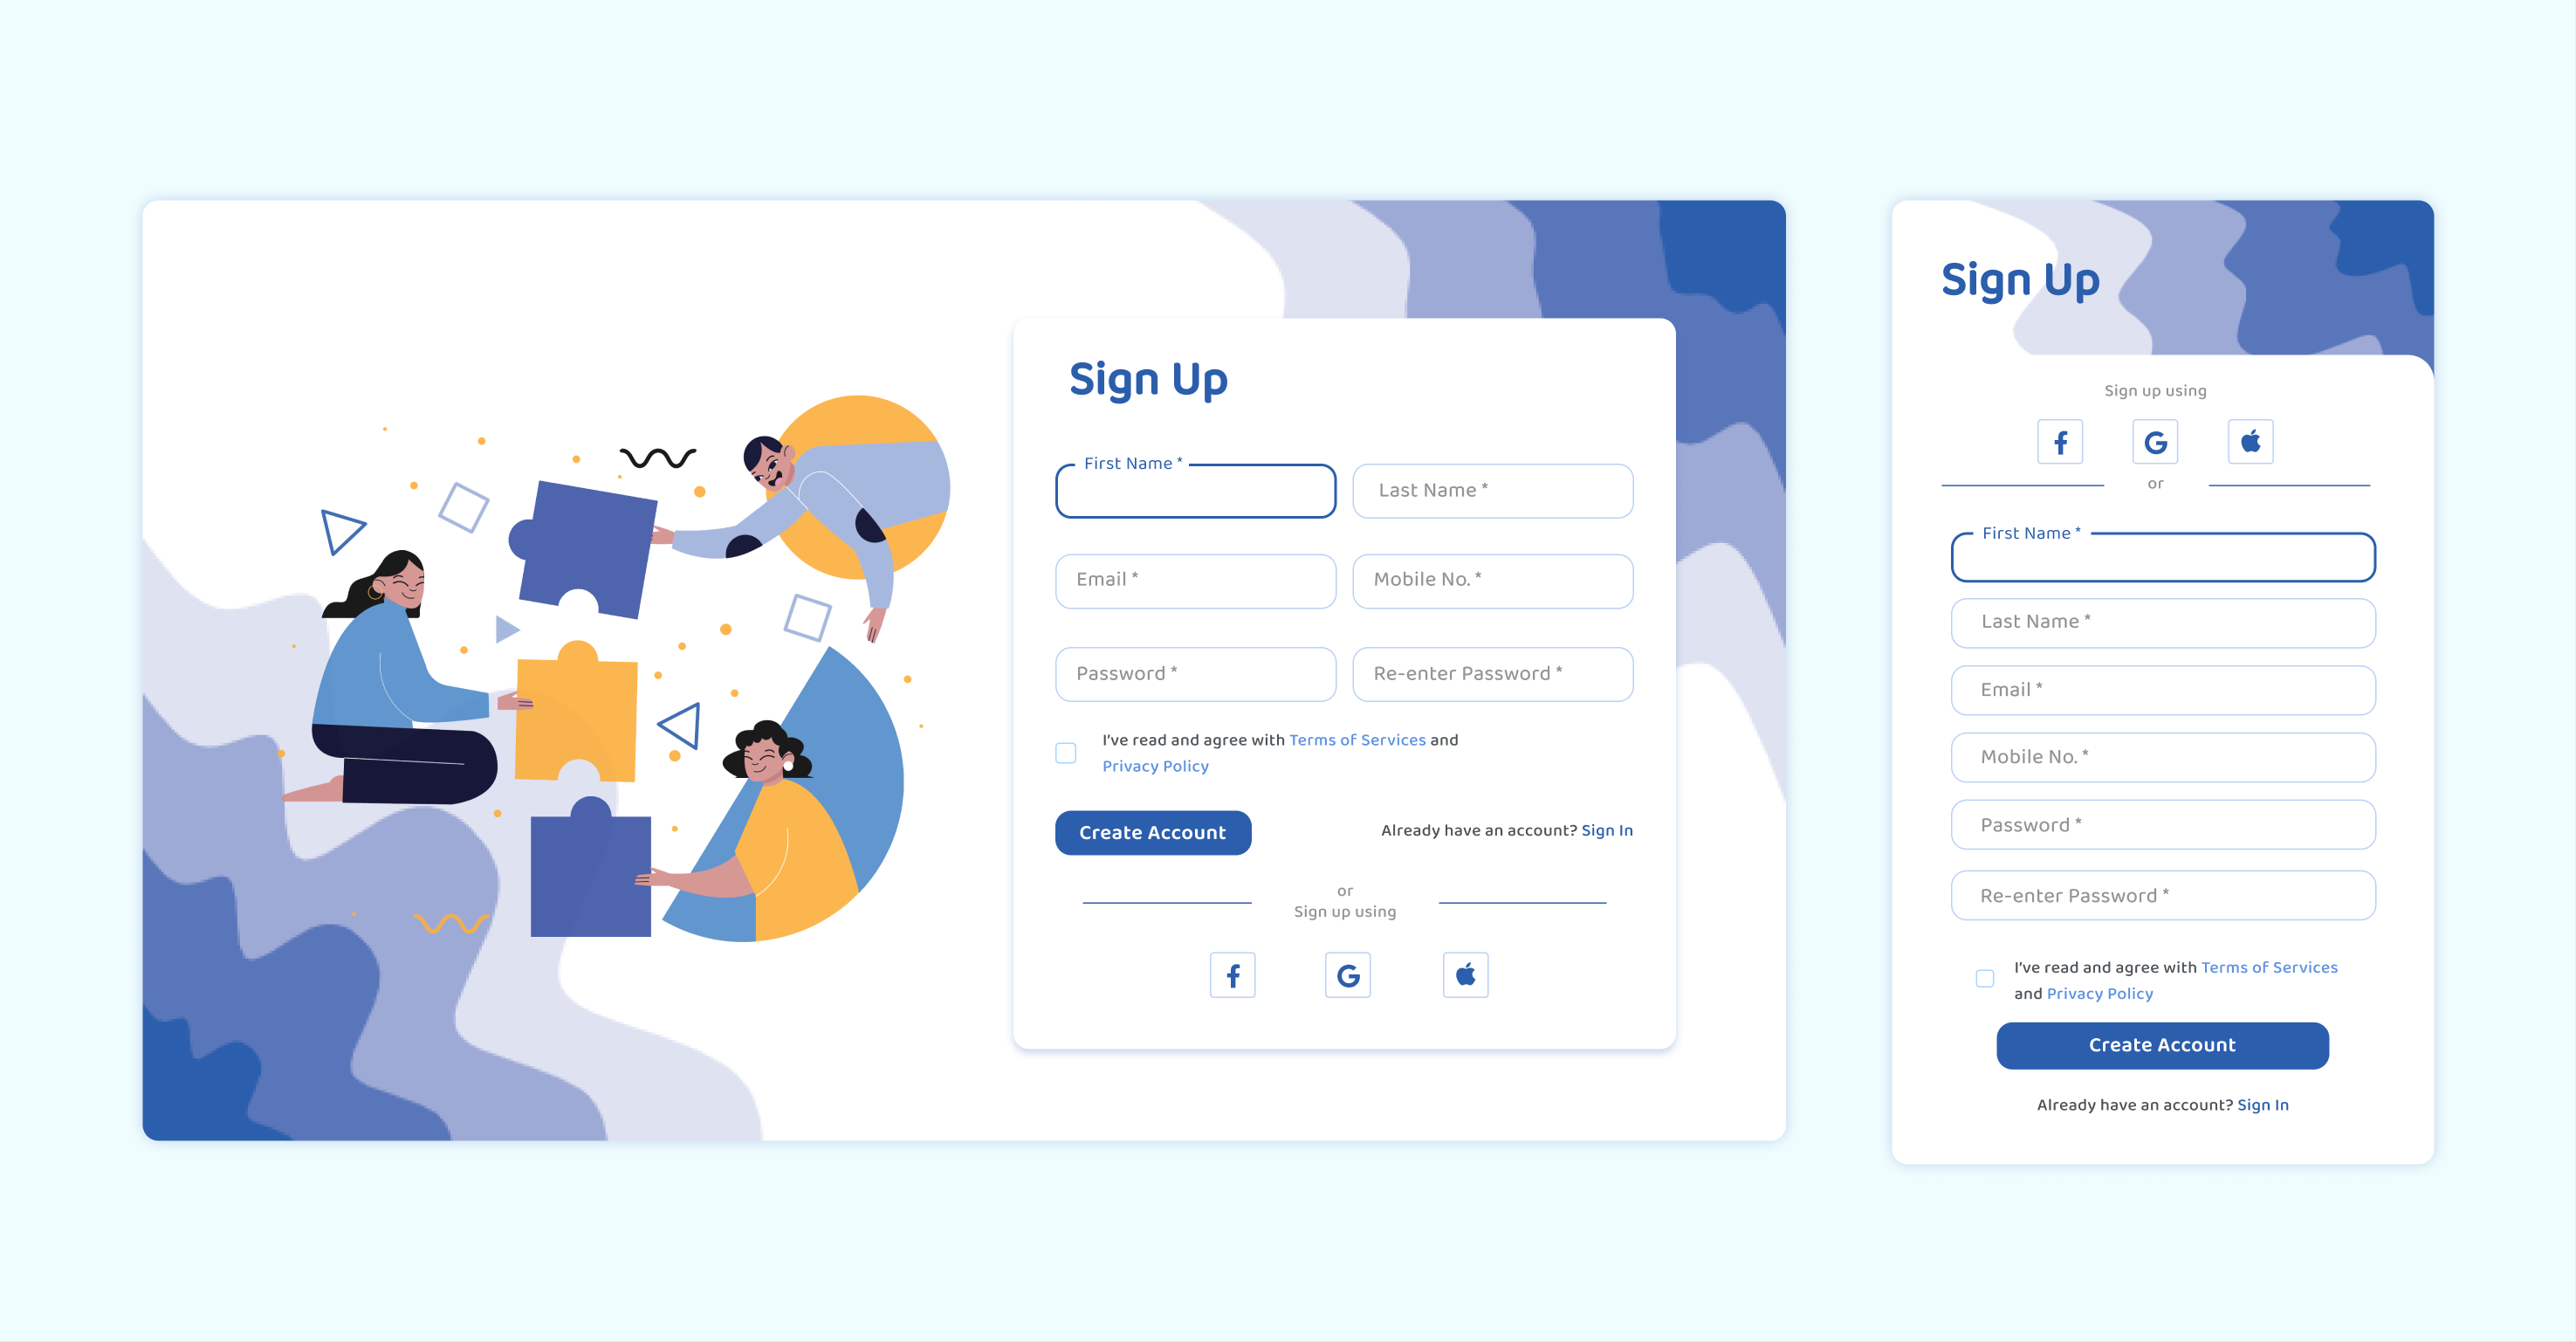 Sign Up
First Name *
Last Name *
Email *
Mobile No. *
Password *
Re-enter Password *
I've read and agree with Terms of Services and
Privacy Policy
Create Account
Already have an account? Sign In
or
Sign up using
Sign Up
Sign up using
or
First Name *
Last Name *
Email *
Mobile No. *
Password *
Re-enter Password *
I've read and agree with Terms of Services
and Privacy Policy
Create Account
Already have an account? Sign In